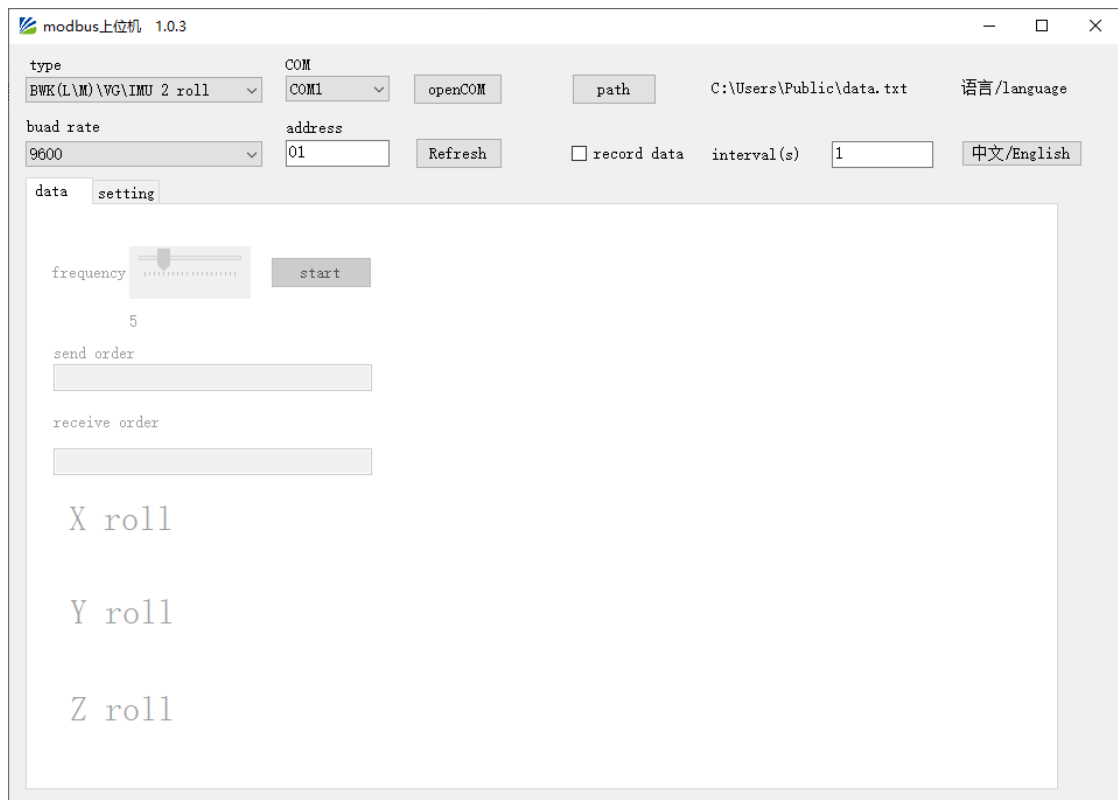 modbus上位机 1.0.3
type
COM
BWK(L\M)\VG\IMU 2 roll
COM1
openCOM
path
C:\Users\Public\data.txt
语言/language
buad rate
address
9600
01
Refresh
record data
interval(s)
1
中文/English
data
setting
frequency
start
5
send order
receive order
X roll
Y roll
Z roll